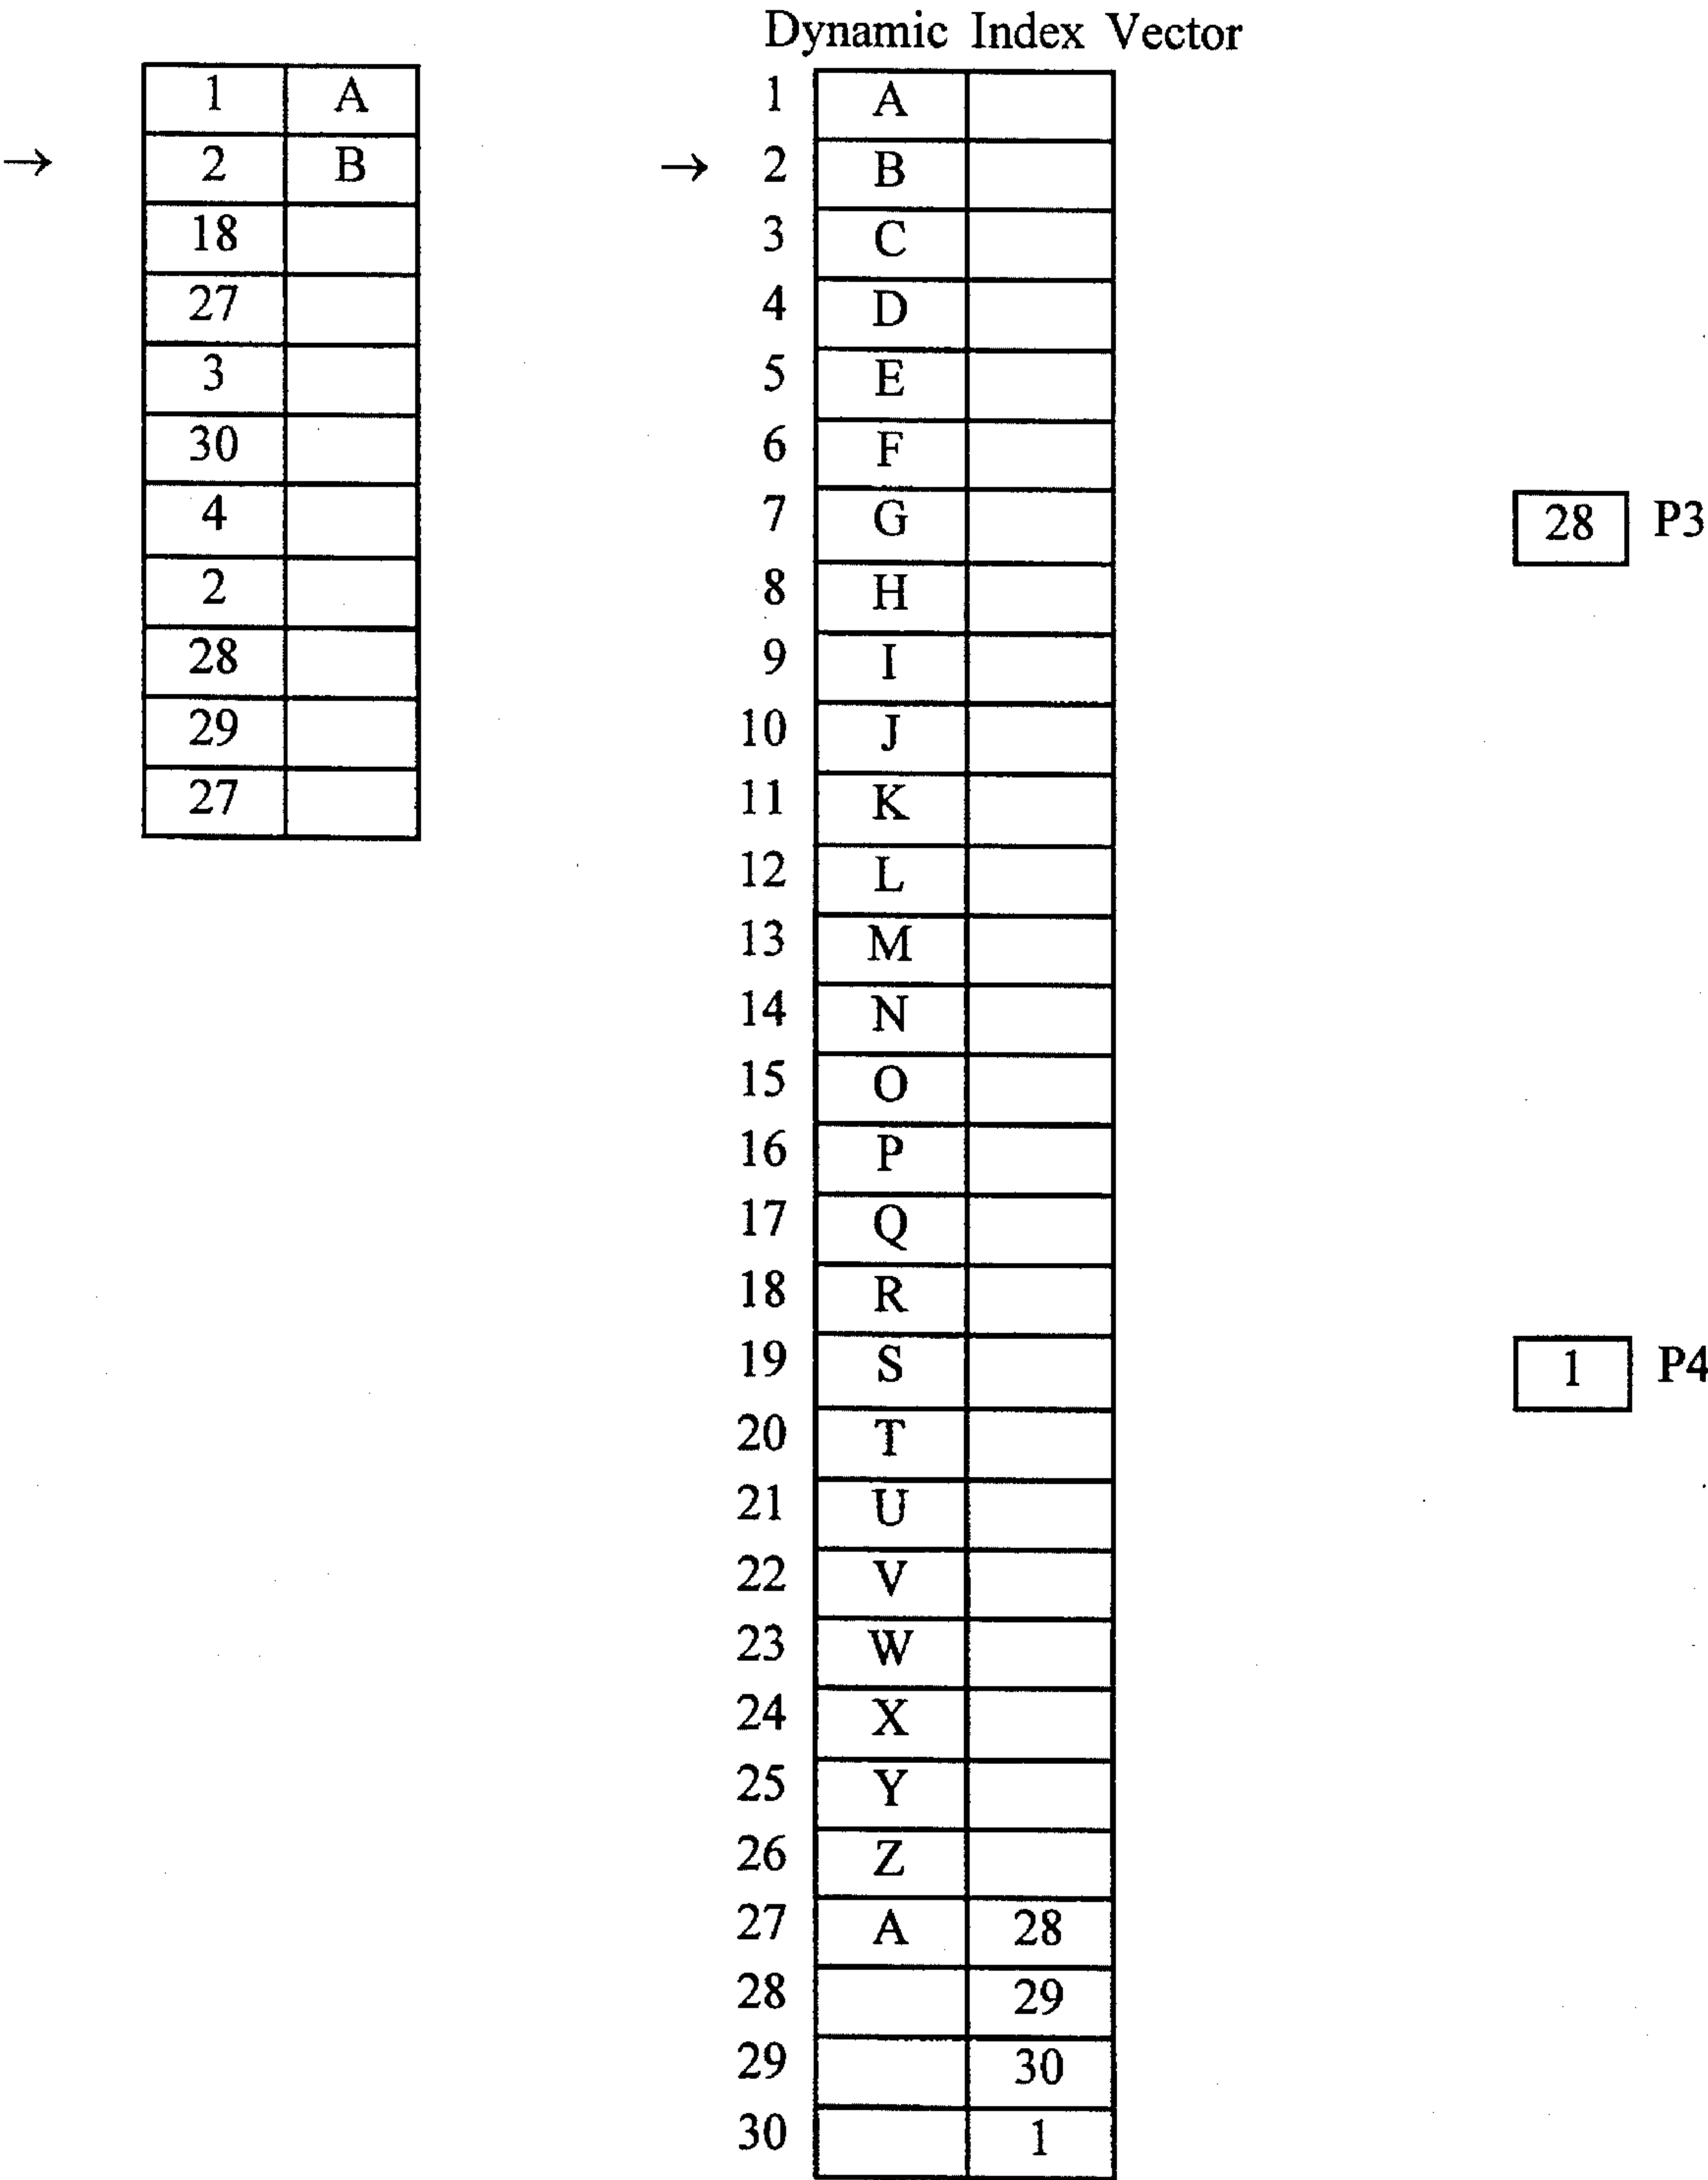 Dynamic Index Vector
1 A
→ 2 B
18
27
3
30
4
2
28
29
27
1 A
→ 2 B
3 C
4 D
5 E
6 F
7 G
8 H
9 I
10 J
11 K
12 L
13 M
14 N
15 O
16 P
17 Q
18 R
19 S
20 T
21 U
22 V
23 W
24 X
25 Y
26 Z
27 A 28
28 29
29 30
30 1
28 P3
1 P4